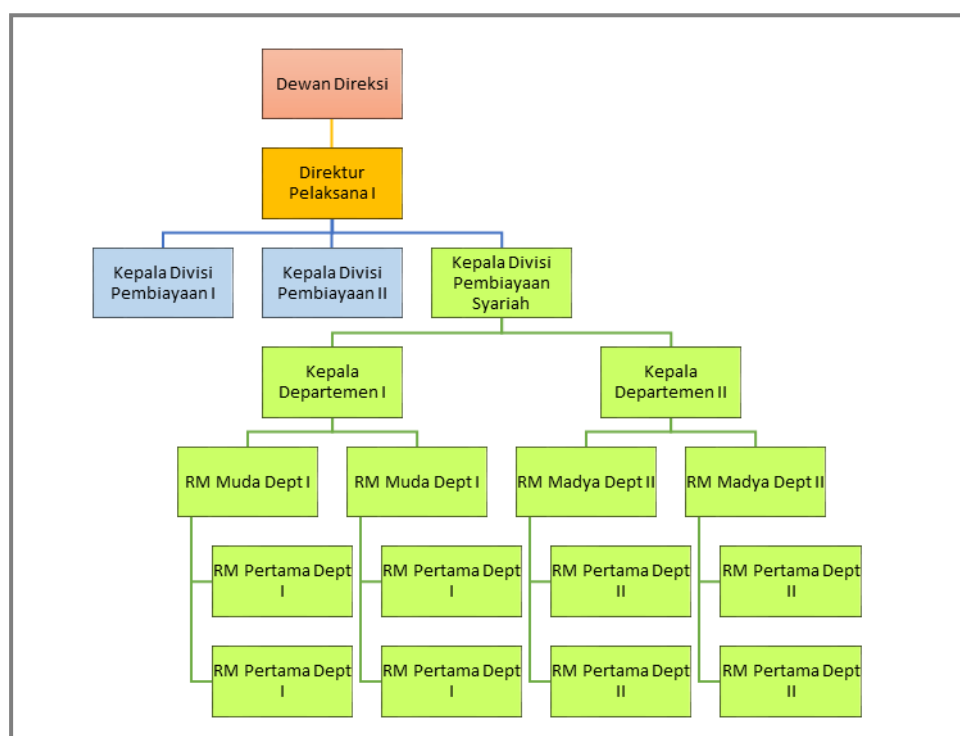 Dewan Direksi
Direktur
Pelaksana I
Kepala Divisi
Pembiayaan I
Kepala Divisi
Pembiayaan II
Kepala Divisi
Pembiayaan
Syariah
Kepala
Departemen I
Kepala
Departemen II
RM Muda Dept I
RM Muda Dept I
RM Madya Dept II
RM Madya Dept II
RM Pertama Dept
I
RM Pertama Dept
I
RM Pertama Dept
II
RM Pertama Dept
II
RM Pertama Dept
I
RM Pertama Dept
I
RM Pertama Dept
II
RM Pertama Dept
II